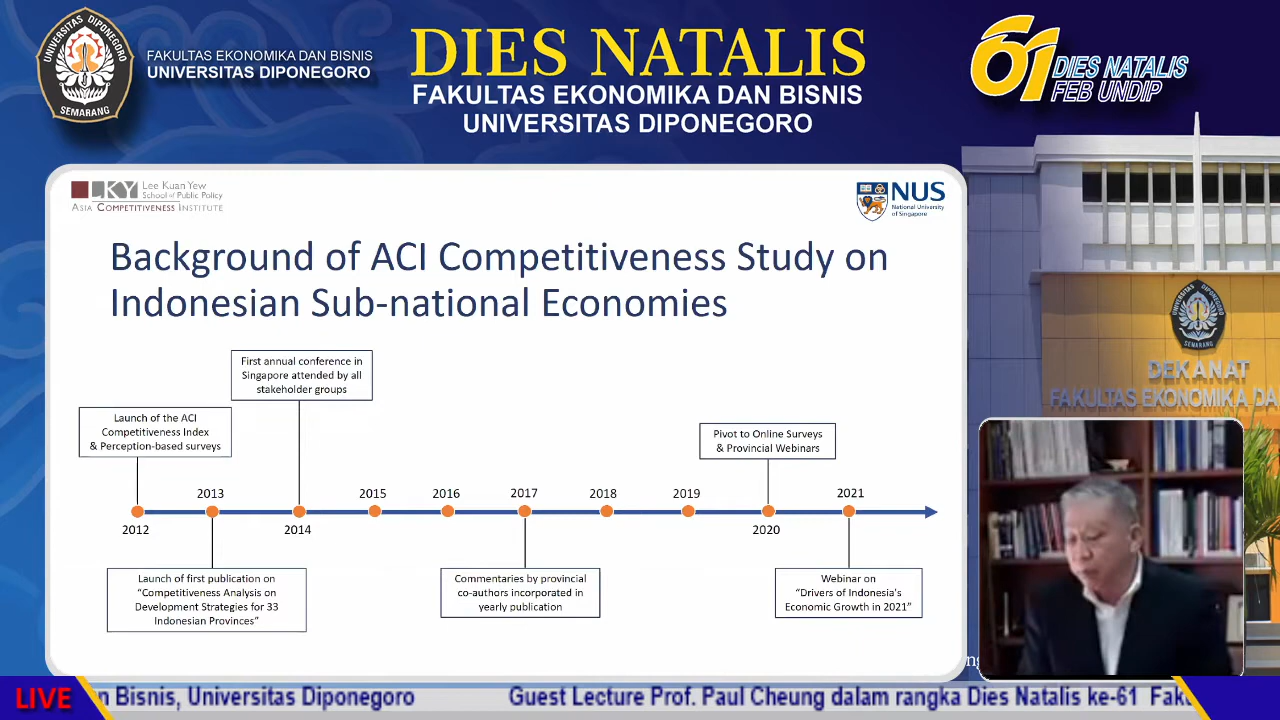 FAKULTAS EKONOMIKA DAN BISNIS
UNIVERSITAS DIPONEGORO
UNIVERSITAS DIPONEGORO
SEMARANG
DIES NATALIS
FAKULTAS EKONOMIKA DAN BISNIS
UNIVERSITAS DIPONEGORO
61
DIES NATALIS
FEB UNDIP
LKY
Lee Kuan Yew
School of Public Policy
ASIA COMPETITIVENESS INSTITUTE
NUS
National University
of Singapore
Background of ACI Competitiveness Study on
Indonesian Sub-national Economies
First annual conference in
Singapore attended by all
stakeholder groups
Launch of the ACI
Competitiveness Index
& Perception-based surveys
Pivot to Online Surveys
& Provincial Webinars
2013
2015
2016
2017
2018
2019
2021
2012
2014
2020
Launch of first publication on
“Competitiveness Analysis on
Development Strategies for 33
Indonesian Provinces”
Commentaries by provincial
co-authors incorporated in
yearly publication
Webinar on
“Drivers of Indonesia's
Economic Growth in 2021”
DEKANAT
FAKULTAS EKONOMIKA DA
LIVE
n Bisnis, Universitas Diponegoro
Guest Lecture Prof. Paul Cheung dalam rangka Dies Natalis ke-61 Faku